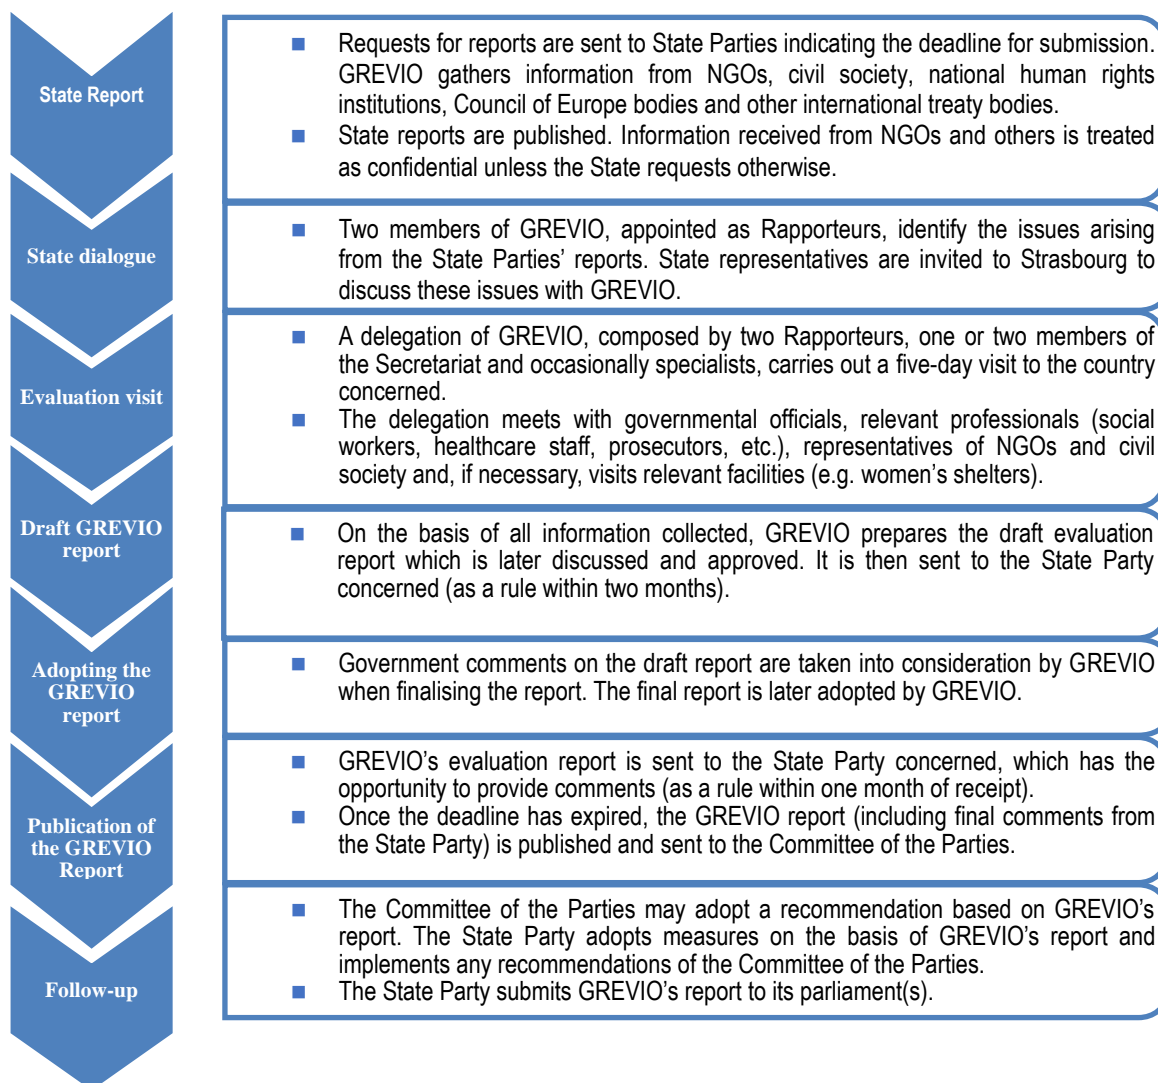 State Report
■ Requests for reports are sent to State Parties indicating the deadline for submission.
GREVIO gathers information from NGOs, civil society, national human rights
institutions, Council of Europe bodies and other international treaty bodies.
■ State reports are published. Information received from NGOs and others is treated
as confidential unless the State requests otherwise.
State dialogue
■ Two members of GREVIO, appointed as Rapporteurs, identify the issues arising
from the State Parties’ reports. State representatives are invited to Strasbourg to
discuss these issues with GREVIO.
Evaluation visit
■ A delegation of GREVIO, composed by two Rapporteurs, one or two members of
the Secretariat and occasionally specialists, carries out a five-day visit to the country
concerned.
■ The delegation meets with governmental officials, relevant professionals (social
workers, healthcare staff, prosecutors, etc.), representatives of NGOs and civil
society and, if necessary, visits relevant facilities (e.g. women’s shelters).
Draft GREVIO
report
■ On the basis of all information collected, GREVIO prepares the draft evaluation
report which is later discussed and approved. It is then sent to the State Party
concerned (as a rule within two months).
Adopting the
GREVIO
report
■ Government comments on the draft report are taken into consideration by GREVIO
when finalising the report. The final report is later adopted by GREVIO.
Publication of
the GREVIO
Report
■ GREVIO’s evaluation report is sent to the State Party concerned, which has the
opportunity to provide comments (as a rule within one month of receipt).
■ Once the deadline has expired, the GREVIO report (including final comments from
the State Party) is published and sent to the Committee of the Parties.
Follow-up
■ The Committee of the Parties may adopt a recommendation based on GREVIO’s
report. The State Party adopts measures on the basis of GREVIO’s report and
implements any recommendations of the Committee of the Parties.
■ The State Party submits GREVIO’s report to its parliament(s).